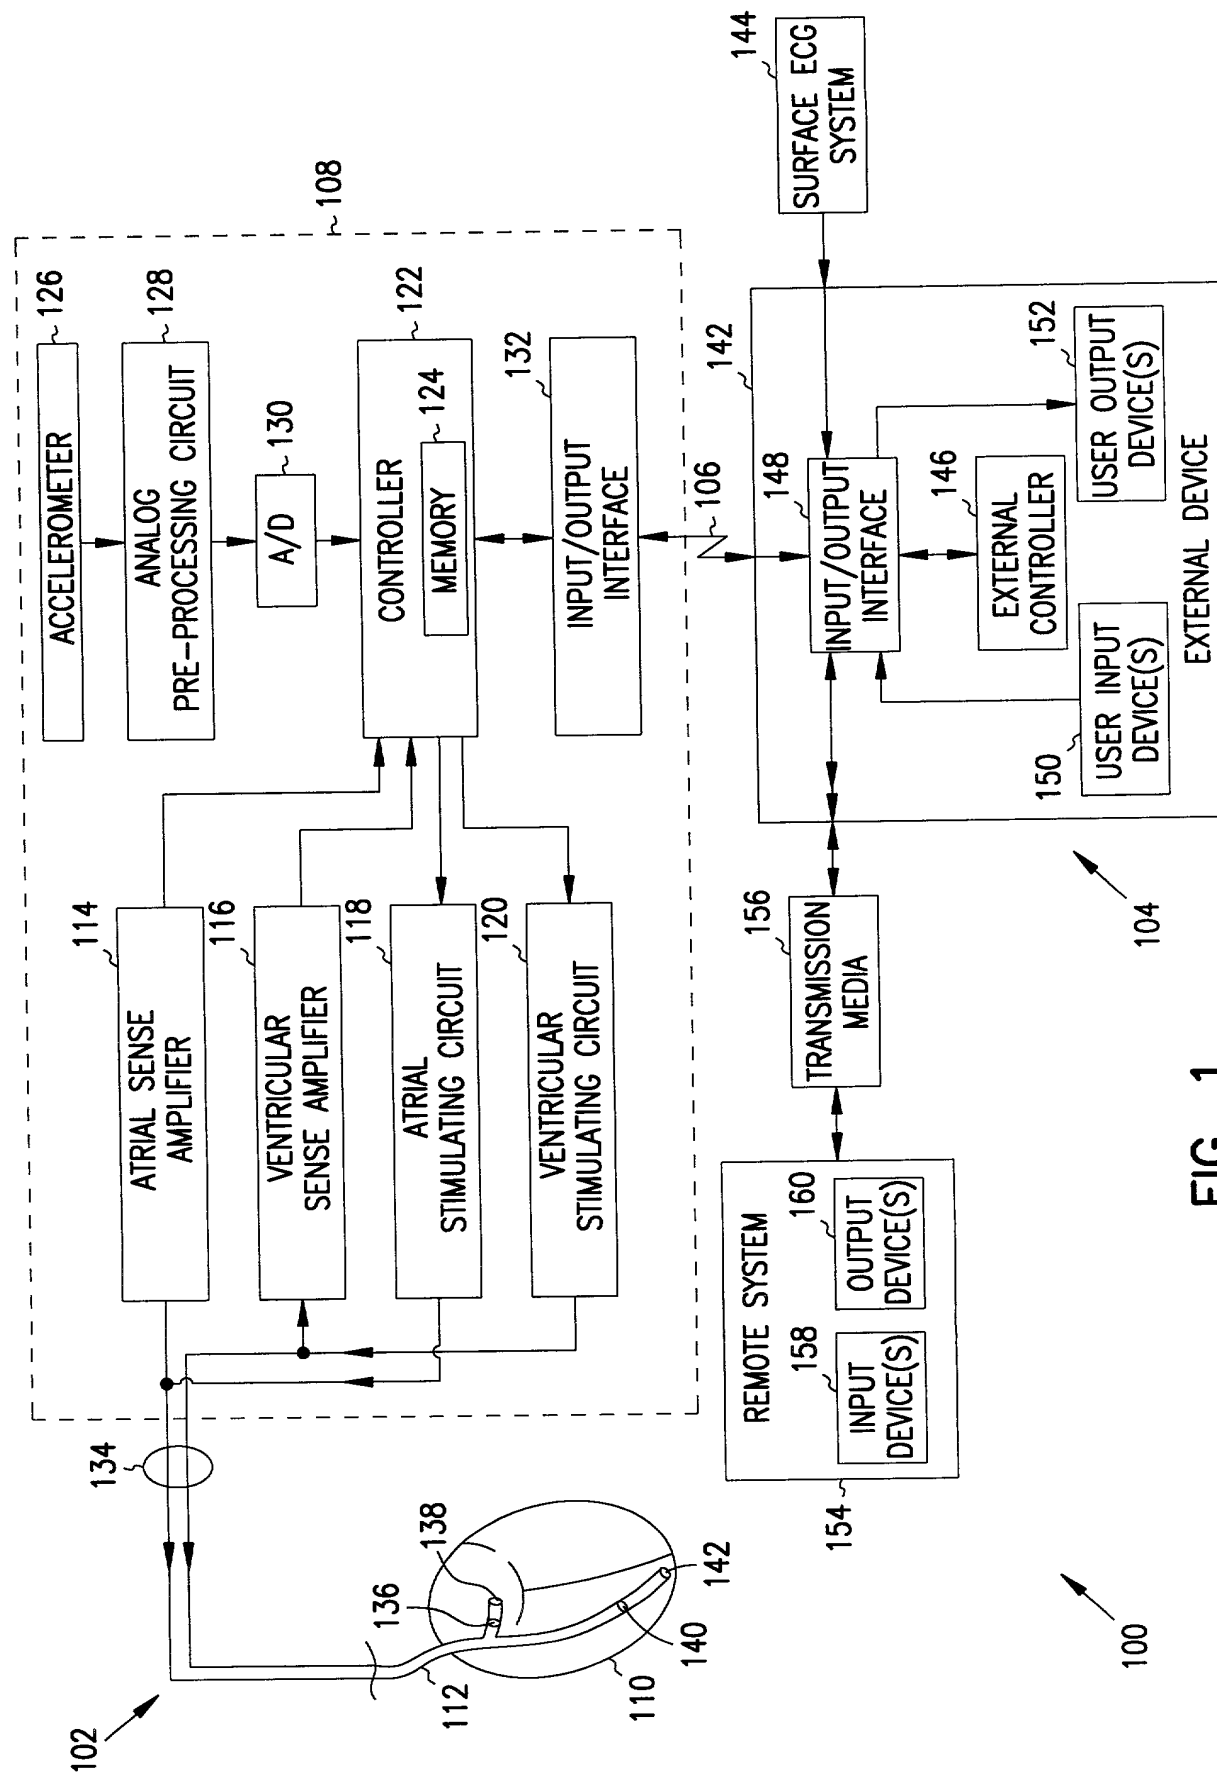 102
134
114
ATRIAL SENSE
AMPLIFIER
116
VENTRICULAR
SENSE AMPLIFIER
118
ATRIAL
STIMULATING CIRCUIT
120
VENTRICULAR
STIMULATING CIRCUIT
126
ACCELEROMETER
128
ANALOG
PRE-PROCESSING CIRCUIT
130
A/D
122
CONTROLLER
124
MEMORY
132
INPUT/OUTPUT
INTERFACE
108
112
136
138
110
140
142
106
154
REMOTE SYSTEM
158
INPUT
DEVICE(S)
160
OUTPUT
DEVICE(S)
156
TRANSMISSION
MEDIA
142
148
INPUT/OUTPUT
INTERFACE
146
EXTERNAL
CONTROLLER
150
USER INPUT
DEVICE(S)
152
USER OUTPUT
DEVICE(S)
EXTERNAL DEVICE
144
SURFACE ECG
SYSTEM
104
100
FIG. 1